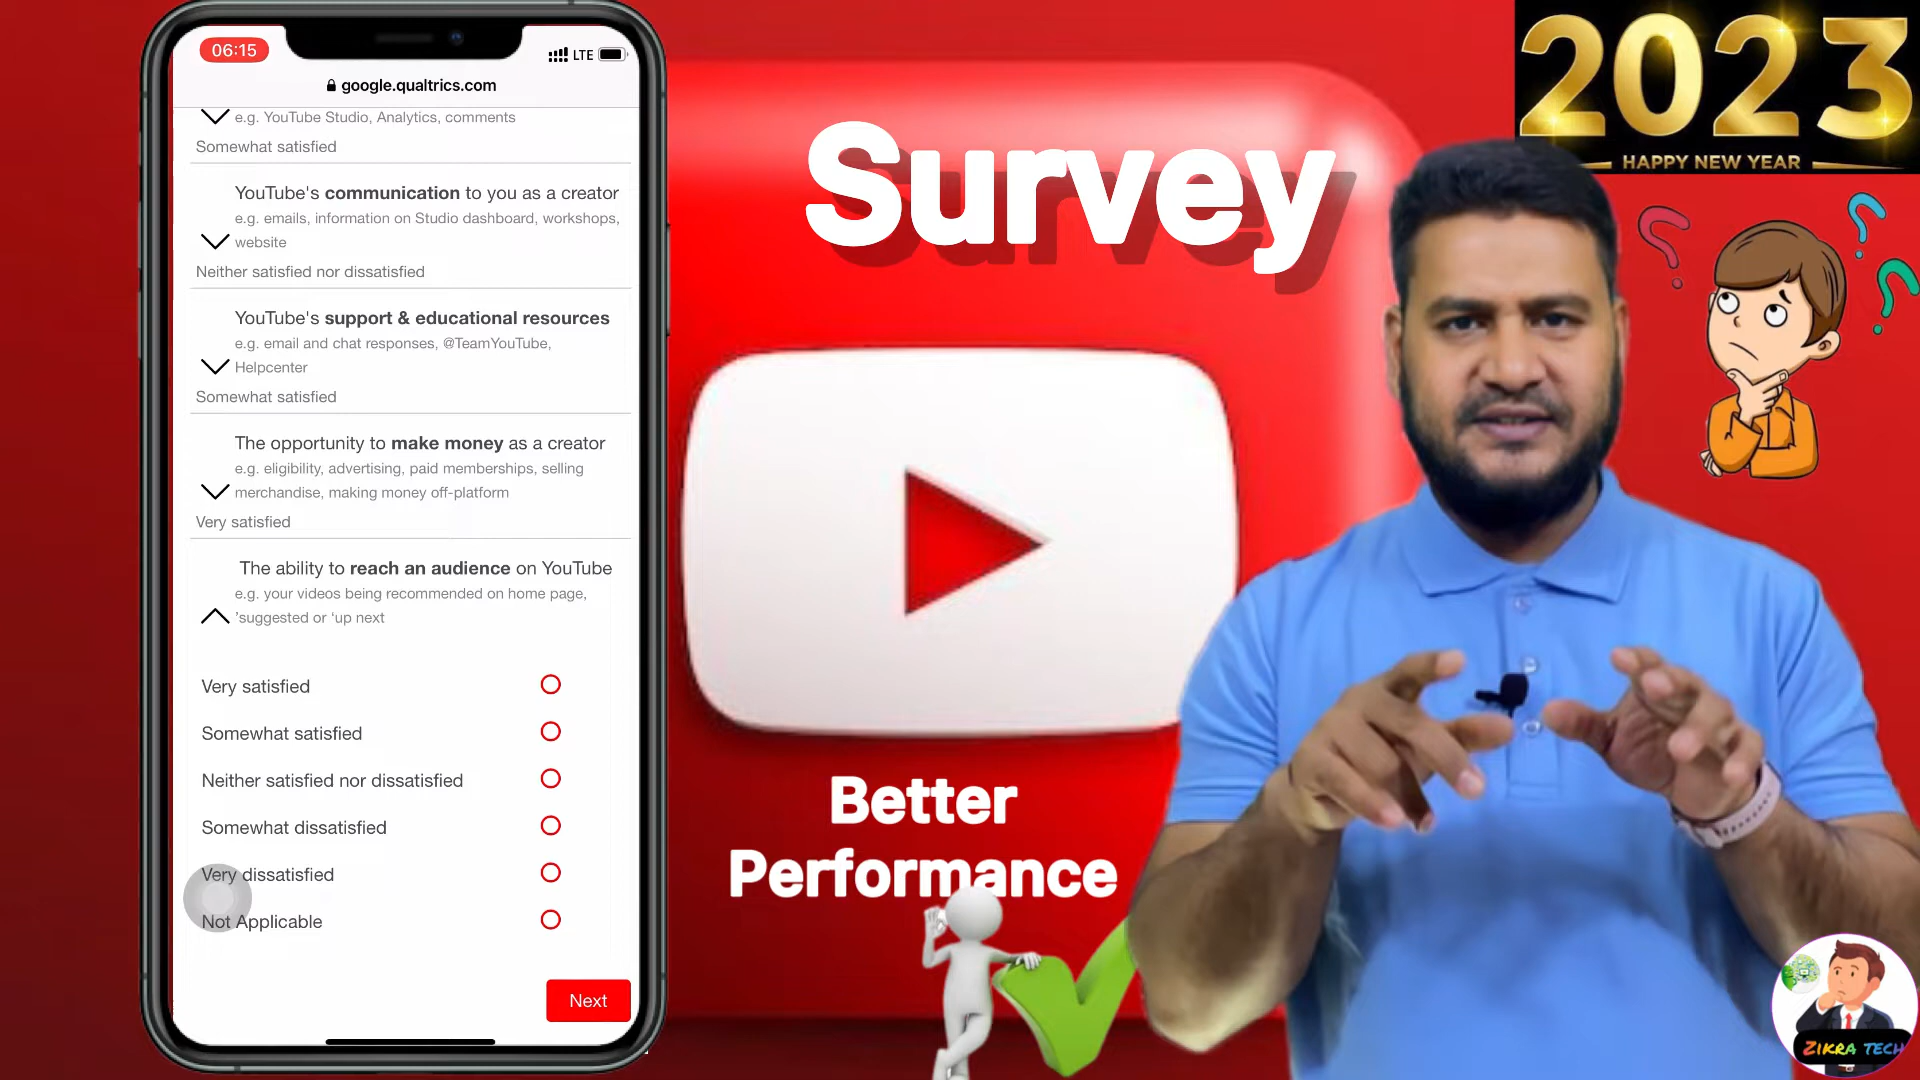 06:15
LTE
google.qualtrics.com
e.g. YouTube Studio, Analytics, comments
Somewhat satisfied
YouTube's communication to you as a creator
e.g. emails, information on Studio dashboard, workshops,
website
Neither satisfied nor dissatisfied
YouTube's support & educational resources
e.g. email and chat responses, @TeamYouTube,
Helpcenter
Somewhat satisfied
The opportunity to make money as a creator
e.g. eligibility, advertising, paid memberships, selling
merchandise, making money off-platform
Very satisfied
The ability to reach an audience on YouTube
e.g. your videos being recommended on home page,
'suggested or 'up next
Very satisfied
Somewhat satisfied
Neither satisfied nor dissatisfied
Somewhat dissatisfied
Very dissatisfied
Not Applicable
Next
Survey
Better
Performance
2023
HAPPY NEW YEAR
ZIKRA TECH